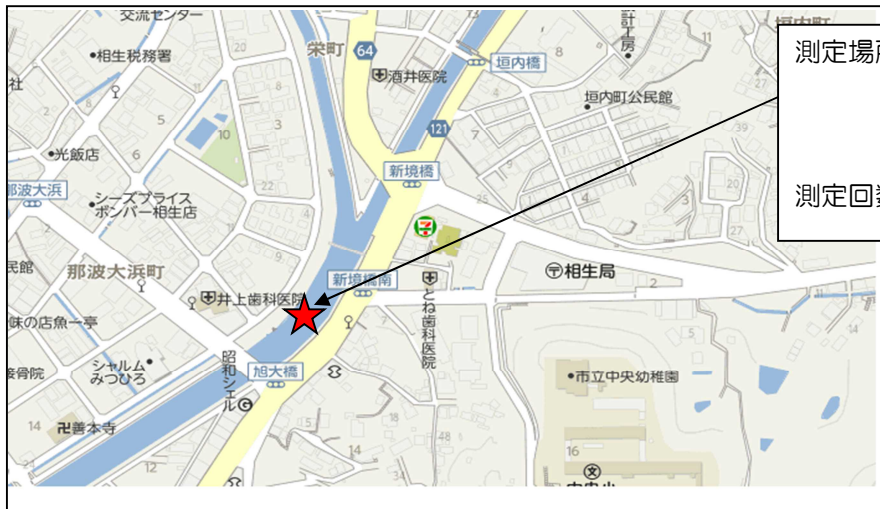 交流センター
相生税務署
栄町
64
酒井医院
垣内橋
垣内町
測定場所
121
垣内町公民館
光飯店
新境橋
那波大浜
シーズプライス
ボンバー相生店
測定回数
那波大浜町
相生局
新境橋南
井上歯科医院
とね歯科医院
味の店魚一亭
シャルム
みつひろ
昭和シェル
旭大橋
市立中央幼稚園
善本寺
10
8
7
9
20
27
39
25
5
6
3
2
4
14
12
14
48
16